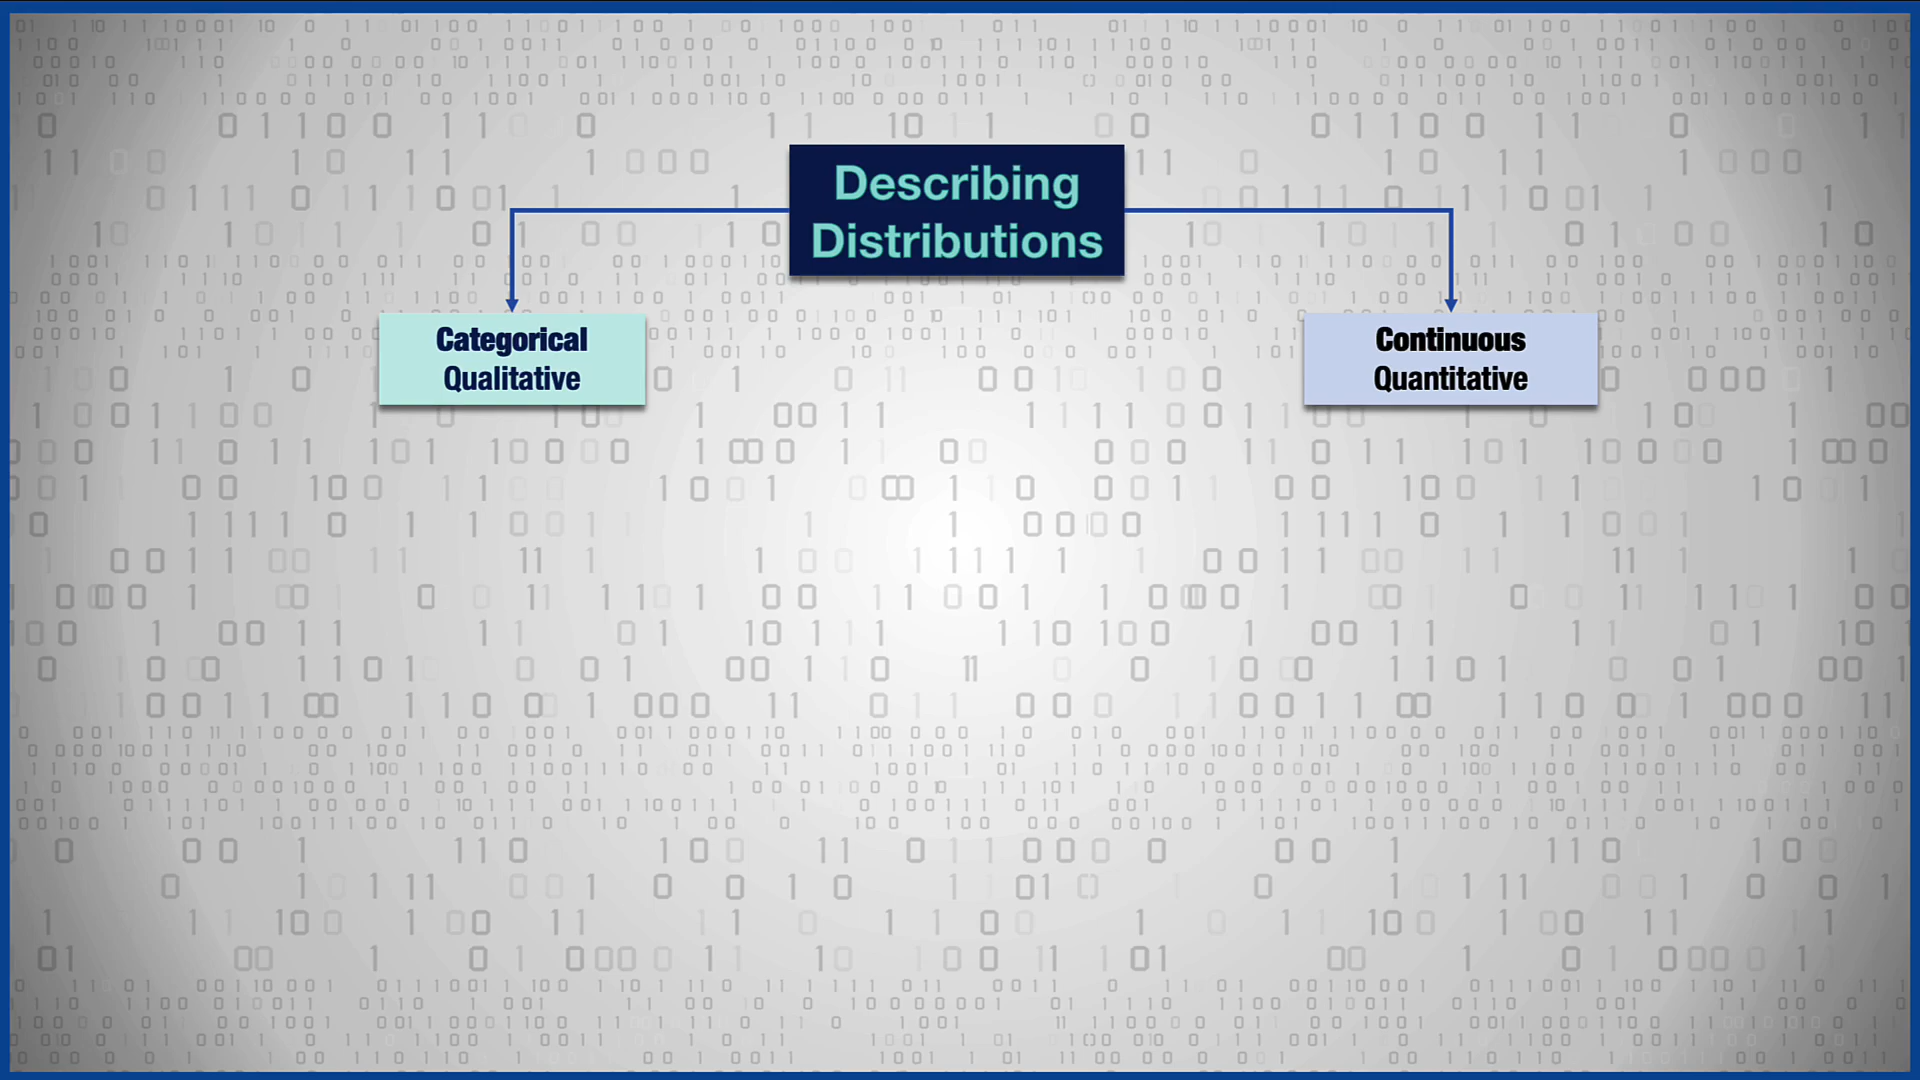 Describing
Distributions
Categorical
Qualitative
Continuous
Quantitative